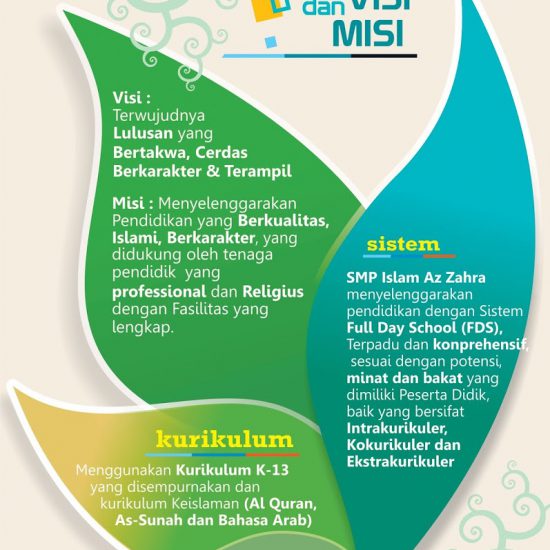 dan VISI
MISI
Visi :
Terwujudnya
Lulusan yang
Bertakwa, Cerdas
Berkarakter & Terampil
Misi : Menyelenggarakan
Pendidikan yang Berkualitas,
Islami, Berkarakter, yang
didukung oleh tenaga
pendidik yang
professional dan Religius
dengan Fasilitas yang
lengkap.
sistem
SMP Islam Az Zahra
menyelenggarakan
pendidikan dengan Sistem
Full Day School (FDS),
Terpadu dan konprehensif,
sesuai dengan potensi,
minat dan bakat yang
dimiliki Peserta Didik,
baik yang bersifat
Intrakurikuler,
Kokurikuler dan
Ekstrakurikuler
kurikulum
Menggunakan Kurikulum K-13
yang disempurnakan dan
kurikulum Keislaman (Al Quran,
As-Sunah dan Bahasa Arab)